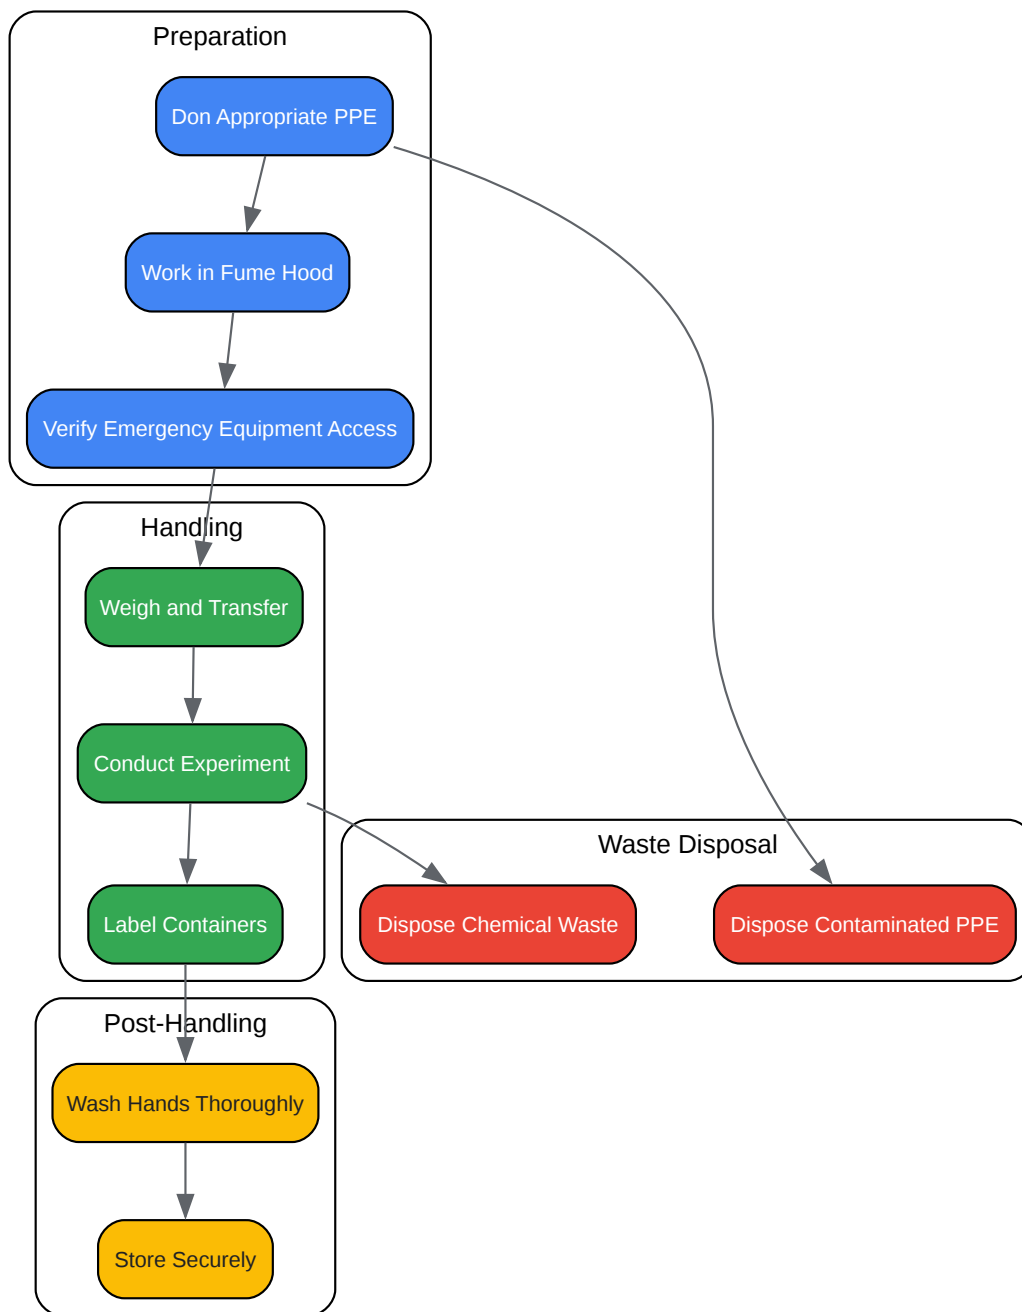 Preparation
Don Appropriate PPE
Work in Fume Hood
Verify Emergency Equipment Access
Handling
Weigh and Transfer
Conduct Experiment
Label Containers
Waste Disposal
Dispose Chemical Waste
Dispose Contaminated PPE
Post-Handling
Wash Hands Thoroughly
Store Securely